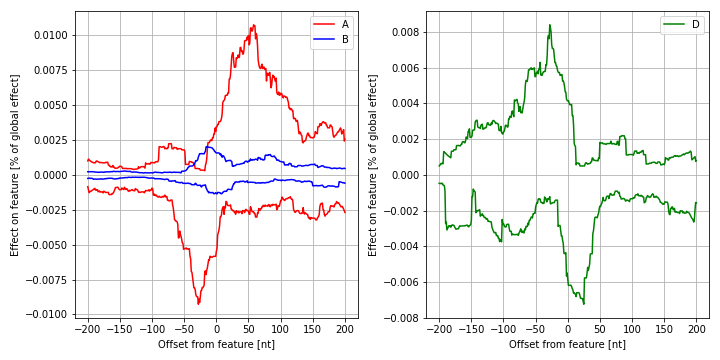 A
B
0.0100
0.0075
0.0050
0.0025
0.0000
−0.0025
−0.0050
−0.0075
−0.0100
Effect on feature [% of global effect]
−200 −150 −100 −50 0 50 100 150 200
Offset from feature [nt]
D
0.008
0.006
0.004
0.002
0.000
−0.002
−0.004
−0.006
−0.008
Effect on feature [% of global effect]
−200 −150 −100 −50 0 50 100 150 200
Offset from feature [nt]